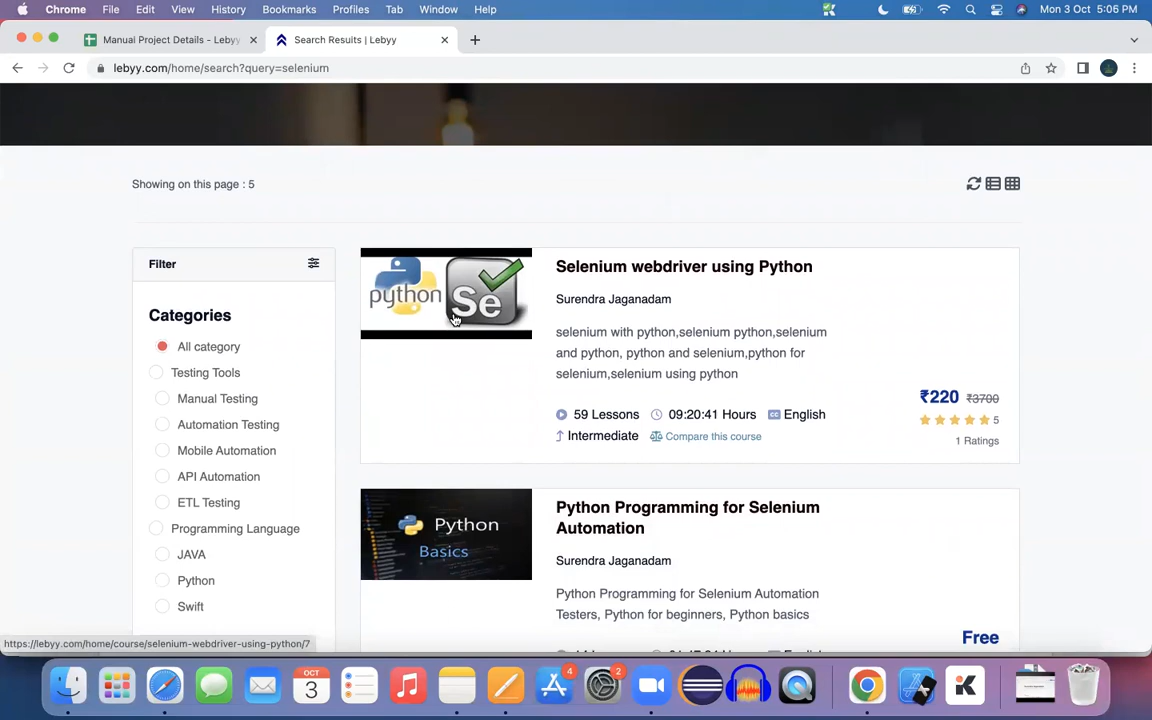 Chrome File Edit View History Bookmarks Profiles Tab Window Help Mon 3 Oct 5:06 PM
Manual Project Details - Lebyy
Search Results | Lebyy
lebyy.com/home/search?query=selenium
Showing on this page : 5
Filter
Categories
All category
Testing Tools
Manual Testing
Automation Testing
Mobile Automation
API Automation
ETL Testing
Programming Language
JAVA
Python
Swift
python Se
Selenium webdriver using Python
Surendra Jaganadam
selenium with python,selenium python,selenium
and python, python and selenium,python for
selenium,selenium using python
59 Lessons 09:20:41 Hours CC English
Intermediate Compare this course
₹220 ₹3700
5
1 Ratings
Python
Basics
Python Programming for Selenium
Automation
Surendra Jaganadam
Python Programming for Selenium Automation
Testers, Python for beginners, Python basics
Free
https://lebyy.com/home/course/selenium-webdriver-using-python/7
OCT
3
4
2